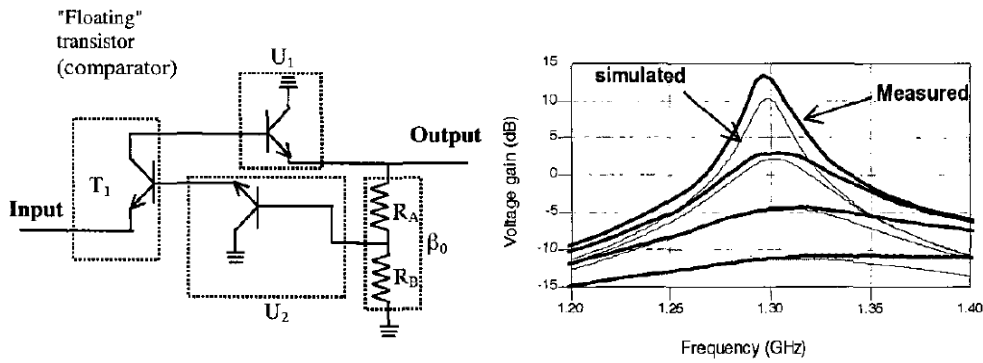 "Floating"
transistor
(comparator)
U1
Output
T1
Input
RA
β0
RB
U2
simulated
Measured
Voltage gain (dB)
15
10
5
0
-5
-10
-15
1.20
1.25
1.30
1.35
1.40
Frequency (GHz)